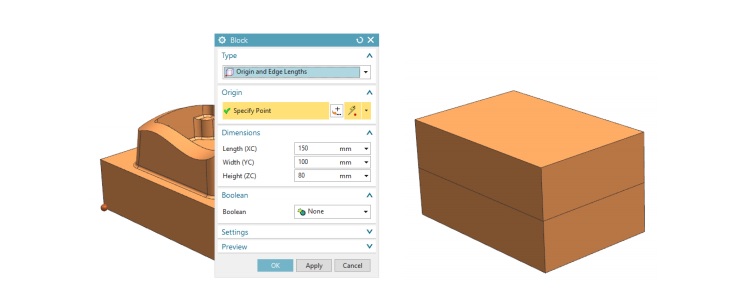 Block
Type
Origin and Edge Lengths
Origin
Specify Point
Dimensions
Length (XC) 150 mm
Width (YC) 100 mm
Height (ZC) 80 mm
Boolean
Boolean None
Settings
Preview
OK Apply Cancel